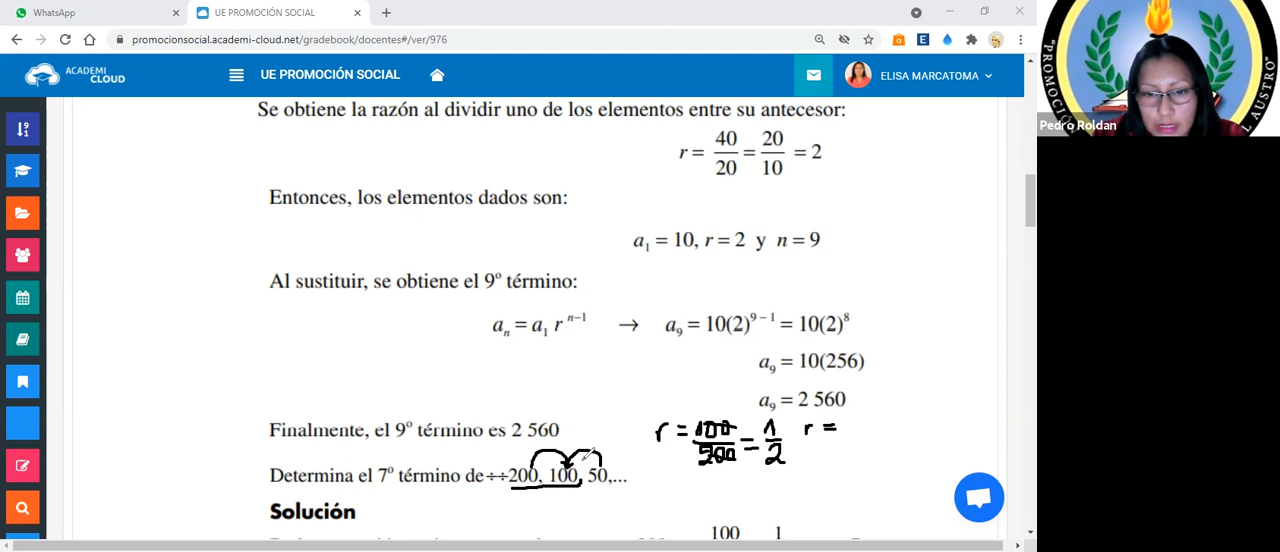 WhatsApp
UE PROMOCIÓN SOCIAL
promocionsocial.academi-cloud.net/gradebook/docentes#/ver/976
ACADEMI
CLOUD
UE PROMOCIÓN SOCIAL
ELISA MARCATOMA
Pedro Roldan
Se obtiene la razón al dividir uno de los elementos entre su antecesor:
r = 40/20 = 20/10 = 2
Entonces, los elementos dados son:
a₁ = 10, r = 2 y n = 9
Al sustituir, se obtiene el 9º término:
aₙ = a₁ r ⁿ⁻¹ → a₉ = 10(2)⁹⁻¹ = 10(2)⁸
a₉ = 10(256)
a₉ = 2 560
Finalmente, el 9º término es 2 560
r = 100/200 = 1/2 r =
Determina el 7º término de ÷÷200, 100, 50,...
Solución
100 1